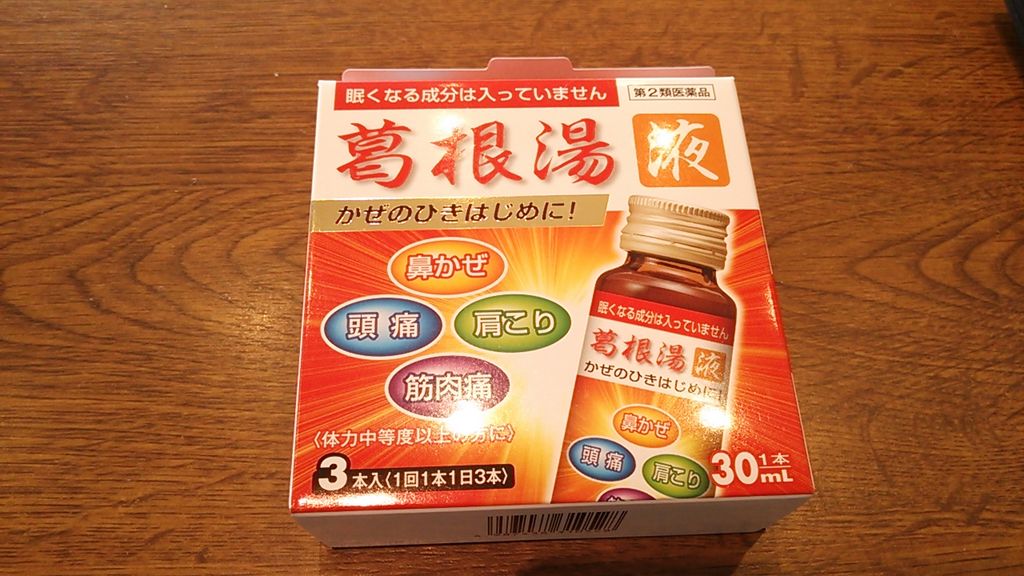 眠くなる成分は入っていません
第2類医薬品
葛根湯 液
かぜのひきはじめに!
鼻かぜ
頭痛
肩こり
筋肉痛
〈体力中等度以上の方に〉
3本入〈1回1本1日3本〉
眠くなる成分は入っていません
葛根湯 液
かぜのひきはじめに!
鼻かぜ
頭痛
肩こり
1本
30mL